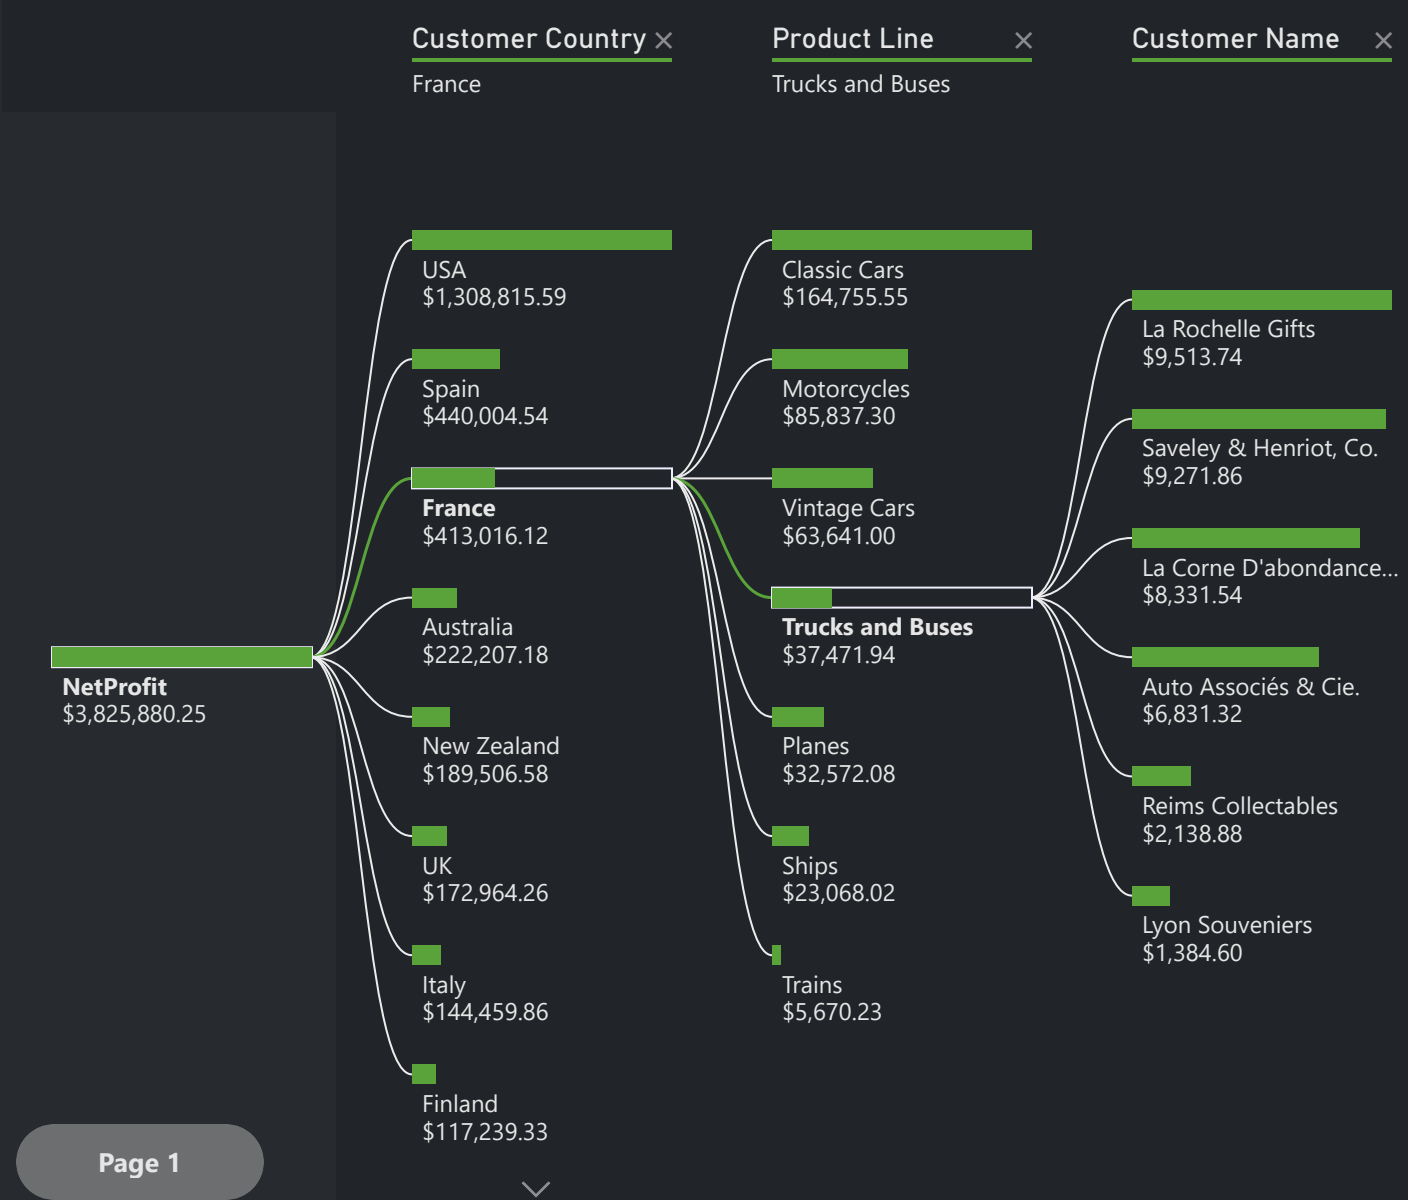 Customer Country
France
Product Line
Trucks and Buses
Customer Name
NetProfit
$3,825,880.25
USA
$1,308,815.59
Spain
$440,004.54
France
$413,016.12
Australia
$222,207.18
New Zealand
$189,506.58
UK
$172,964.26
Italy
$144,459.86
Finland
$117,239.33
Classic Cars
$164,755.55
Motorcycles
$85,837.30
Vintage Cars
$63,641.00
Trucks and Buses
$37,471.94
Planes
$32,572.08
Ships
$23,068.02
Trains
$5,670.23
La Rochelle Gifts
$9,513.74
Saveley & Henriot, Co.
$9,271.86
La Corne D'abondance...
$8,331.54
Auto Associés & Cie.
$6,831.32
Reims Collectables
$2,138.88
Lyon Souveniers
$1,384.60
Page 1